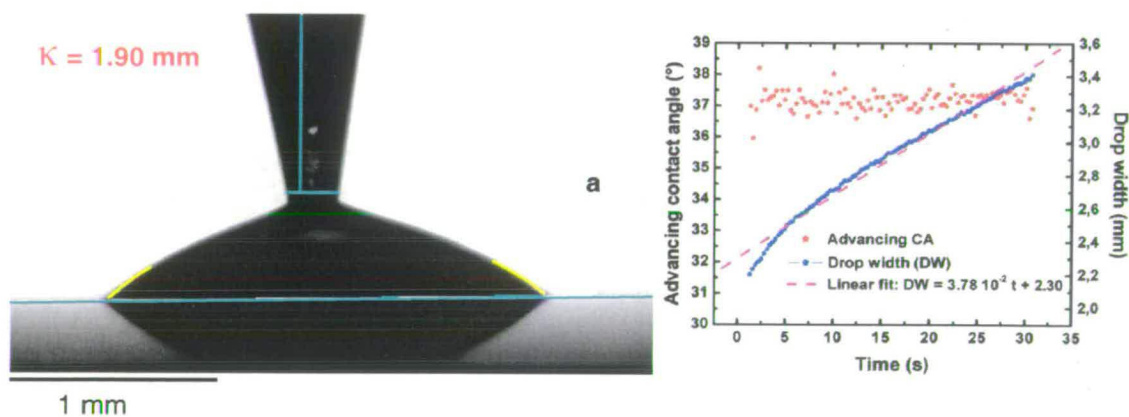 K = 1.90 mm
a
1 mm
Advancing contact angle (°)
39
38
37
36
35
34
33
32
31
30
3,6
3,4
3,2
3,0
2,8
2,6
2,4
2,2
2,0
Drop width (mm)
Advancing CA
Drop width (DW)
Linear fit: DW = 3.78 10⁻² t + 2.30
0 5 10 15 20 25 30 35
Time (s)